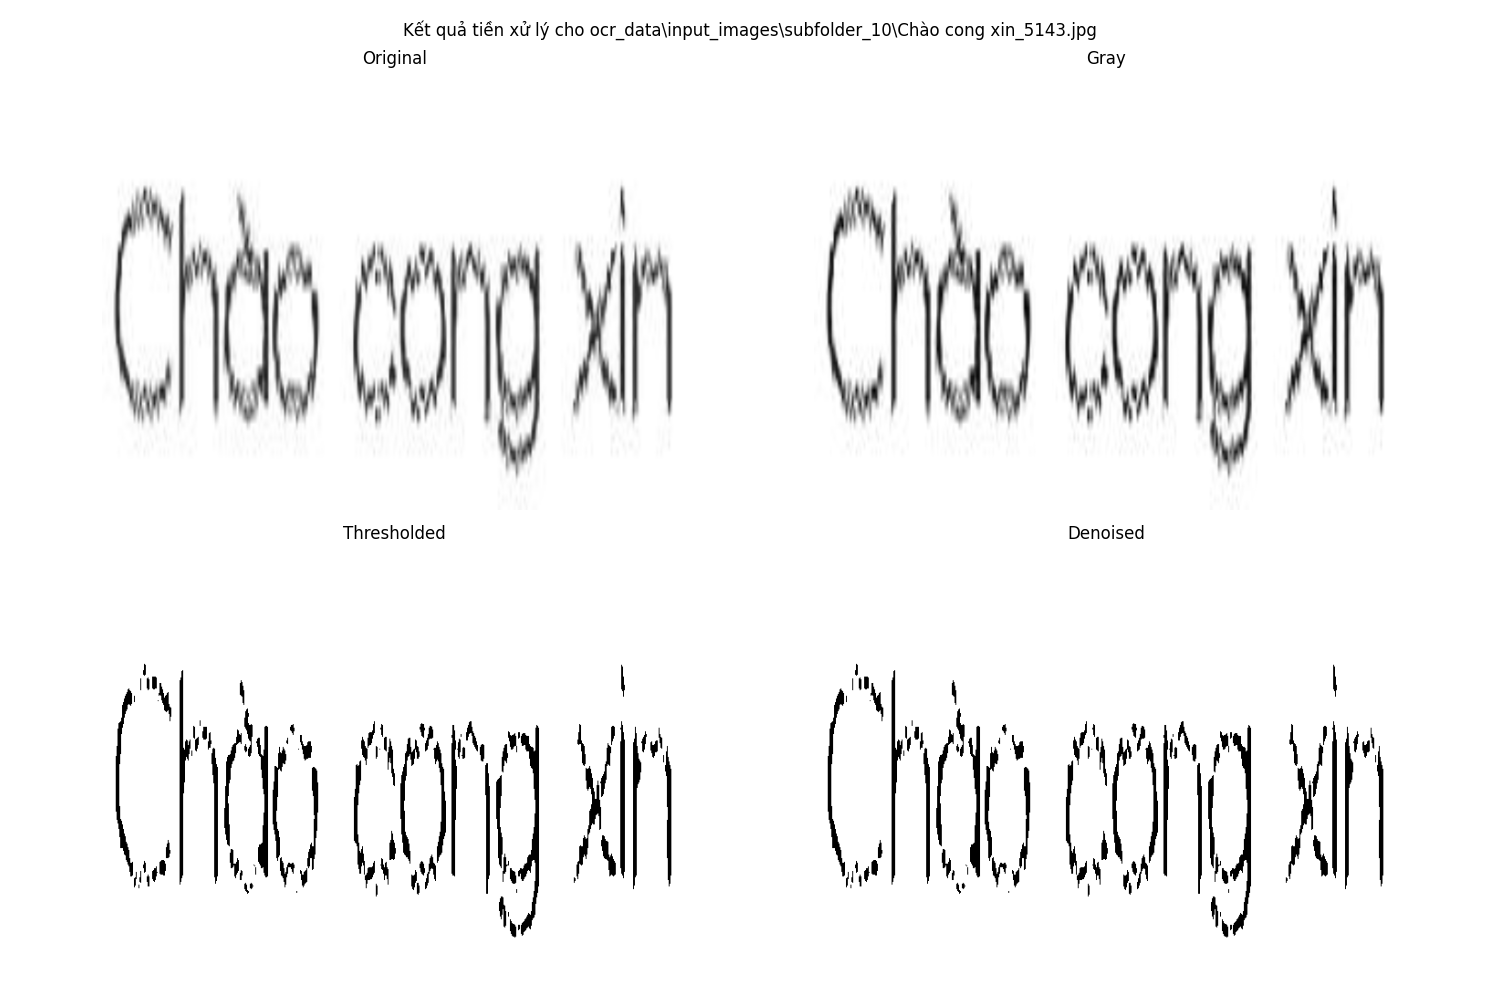 Kết quả tiền xử lý cho ocr_data\input_images\subfolder_10\Chào cong xin_5143.jpg
Original
Gray
Chào cong xin
Chào cong xin
Thresholded
Denoised
Chào cong xin
Chào cong xin